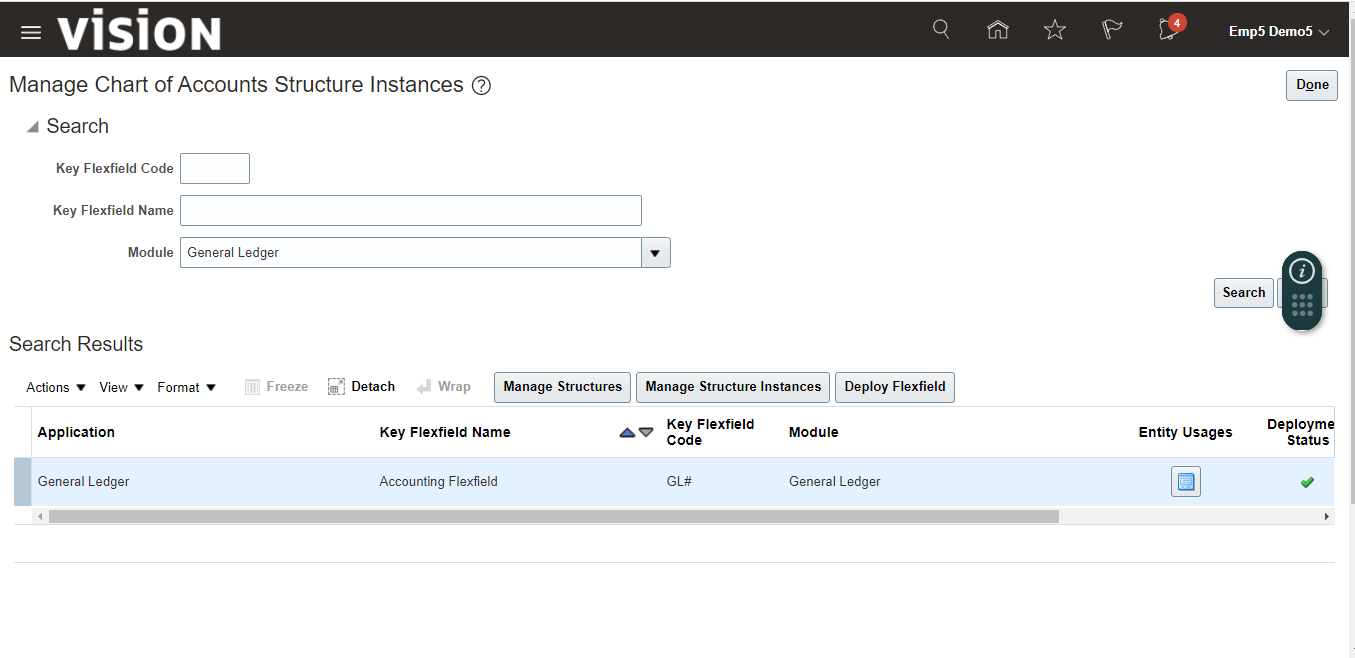 vısıon
4
Emp5 Demo5
Manage Chart of Accounts Structure Instances ?
Done
Search
Key Flexfield Code
Key Flexfield Name
Module General Ledger
i
Search
Search Results
Actions View Format Freeze Detach Wrap Manage Structures Manage Structure Instances Deploy Flexfield
Application Key Flexfield Name Key Flexfield Code Module Entity Usages Deployme Status
General Ledger Accounting Flexfield GL# General Ledger